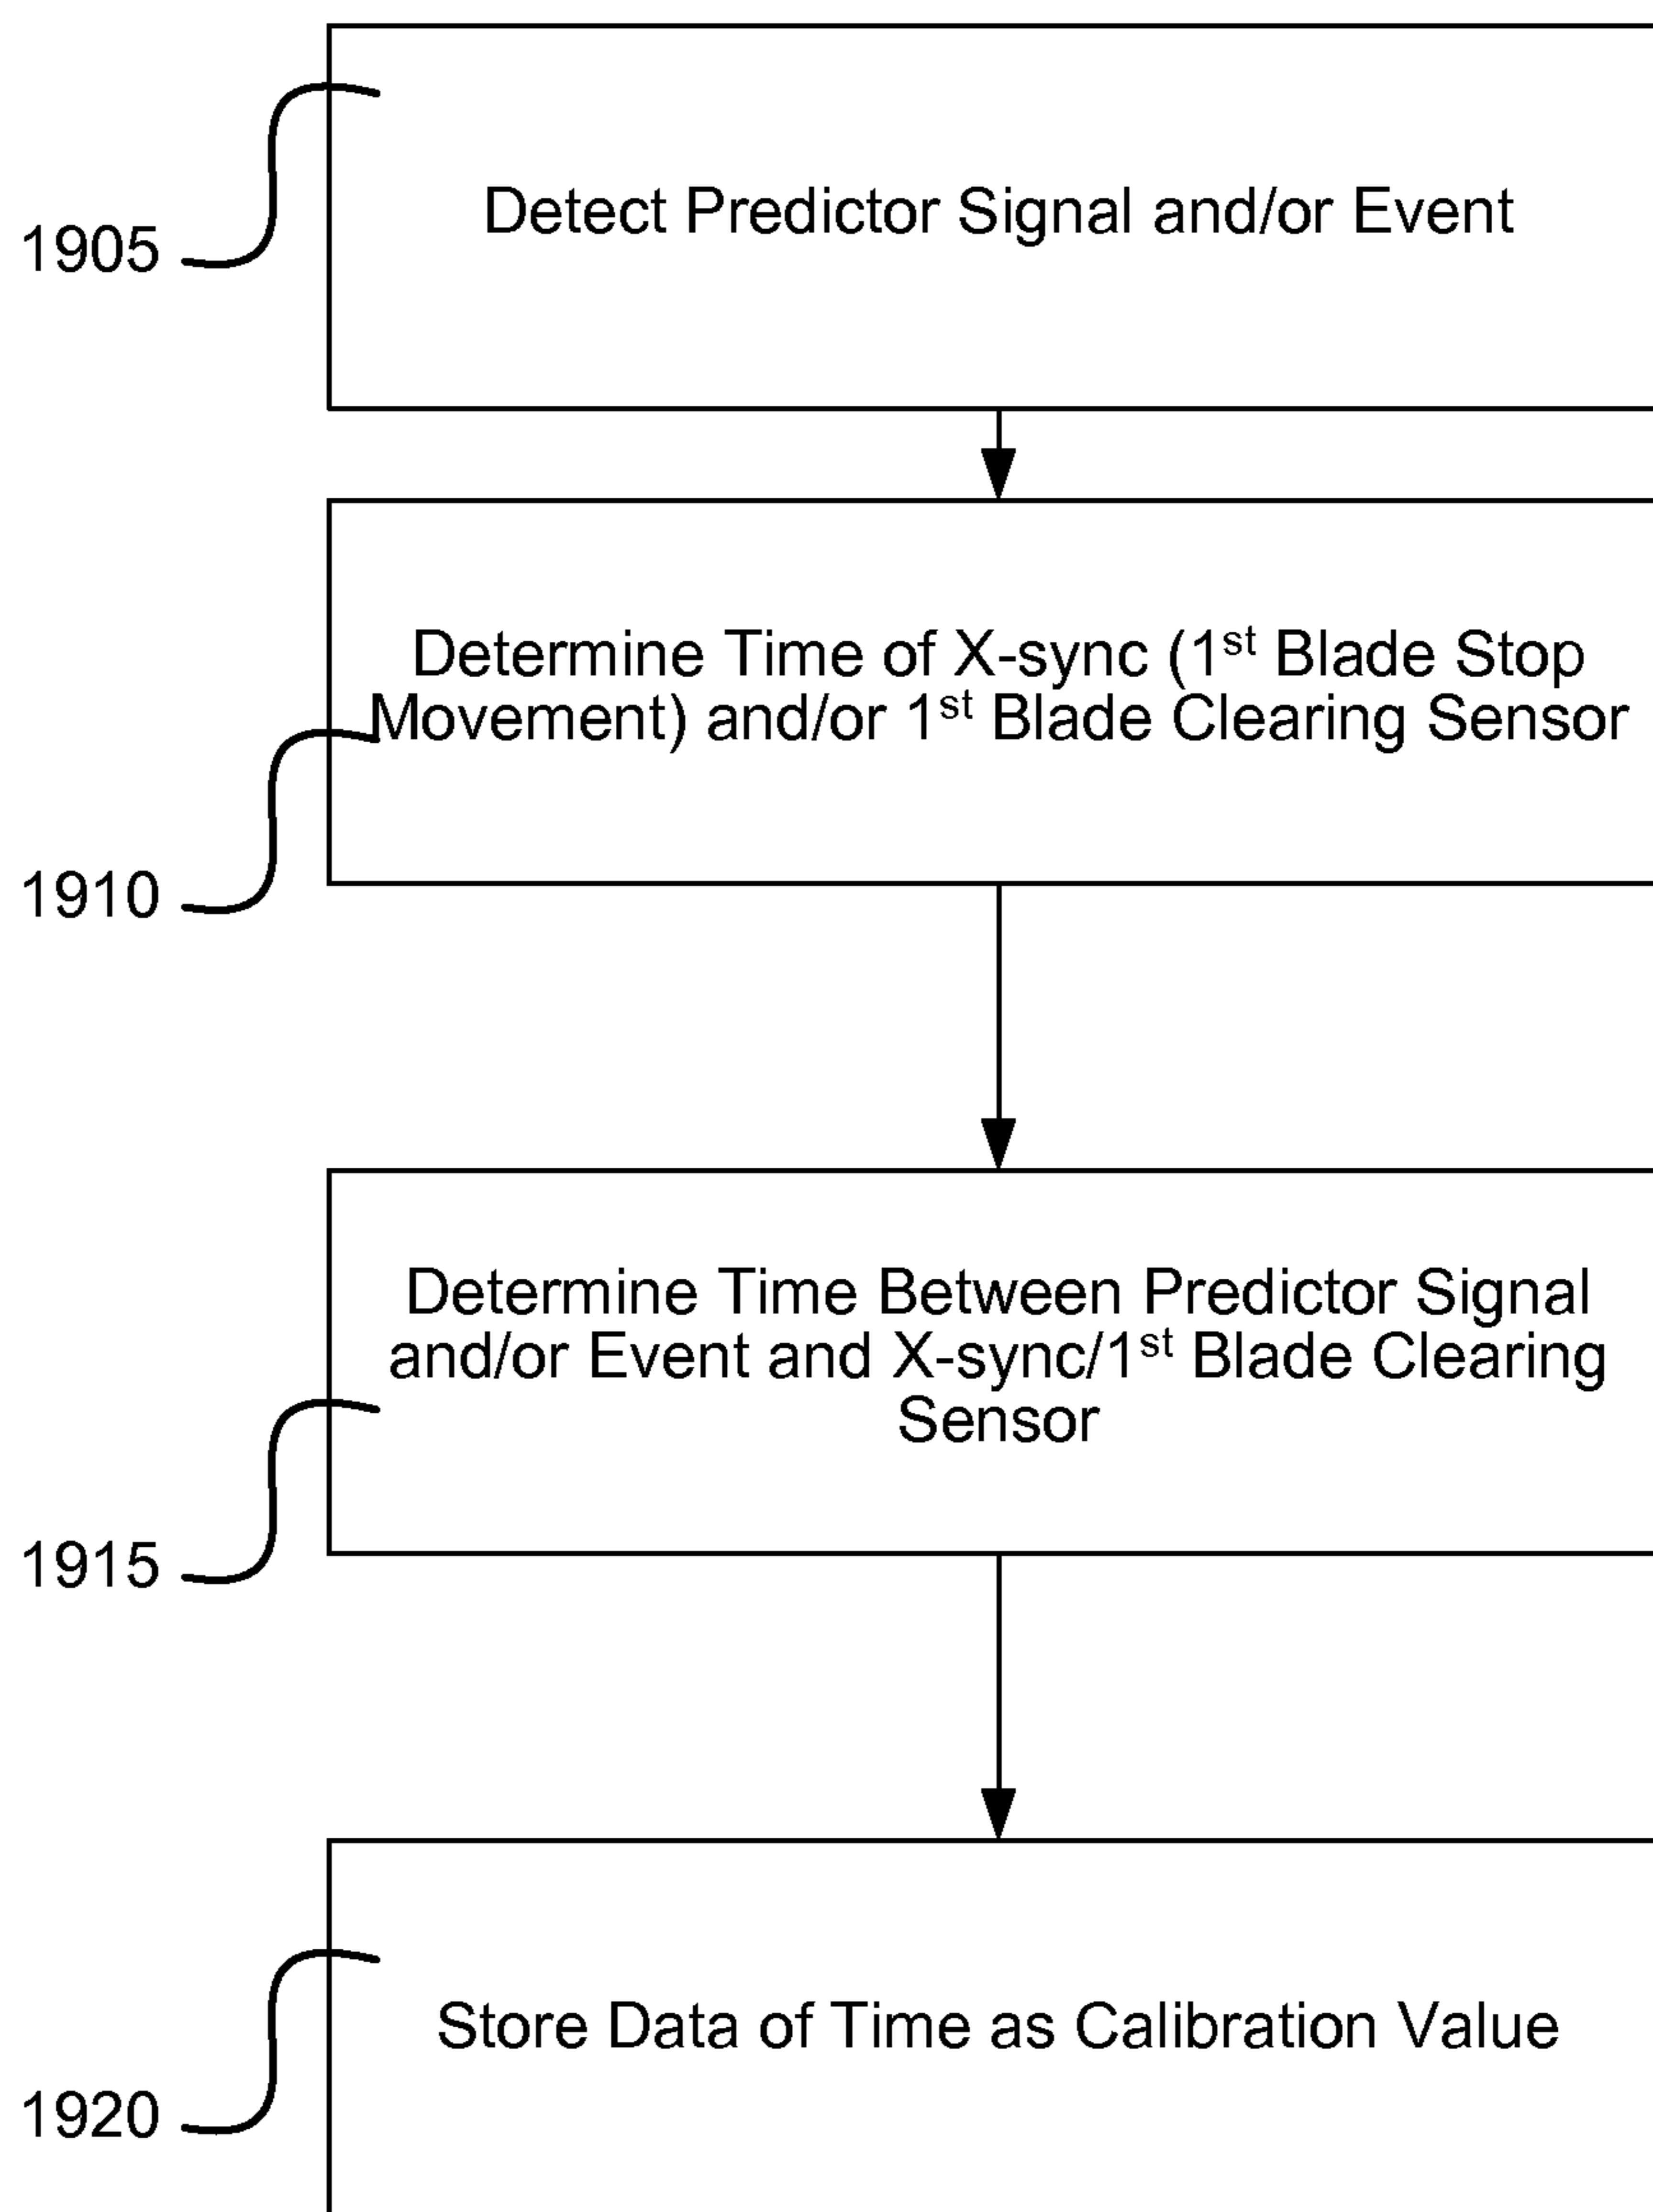 1905
Detect Predictor Signal and/or Event
Determine Time of X-sync (1st Blade Stop
Movement) and/or 1st Blade Clearing Sensor
1910
Determine Time Between Predictor Signal
and/or Event and X-sync/1st Blade Clearing
Sensor
1915
Store Data of Time as Calibration Value
1920